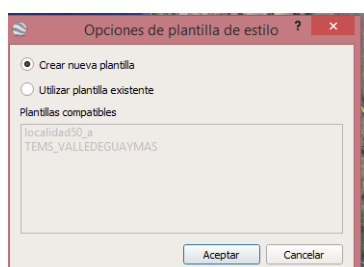 Opciones de plantilla de estilo ? ×
Crear nueva plantilla
Utilizar plantilla existente
Plantillas compatibles
localidad50_a
TEMS_VALLEDEGUAYMAS
Aceptar Cancelar